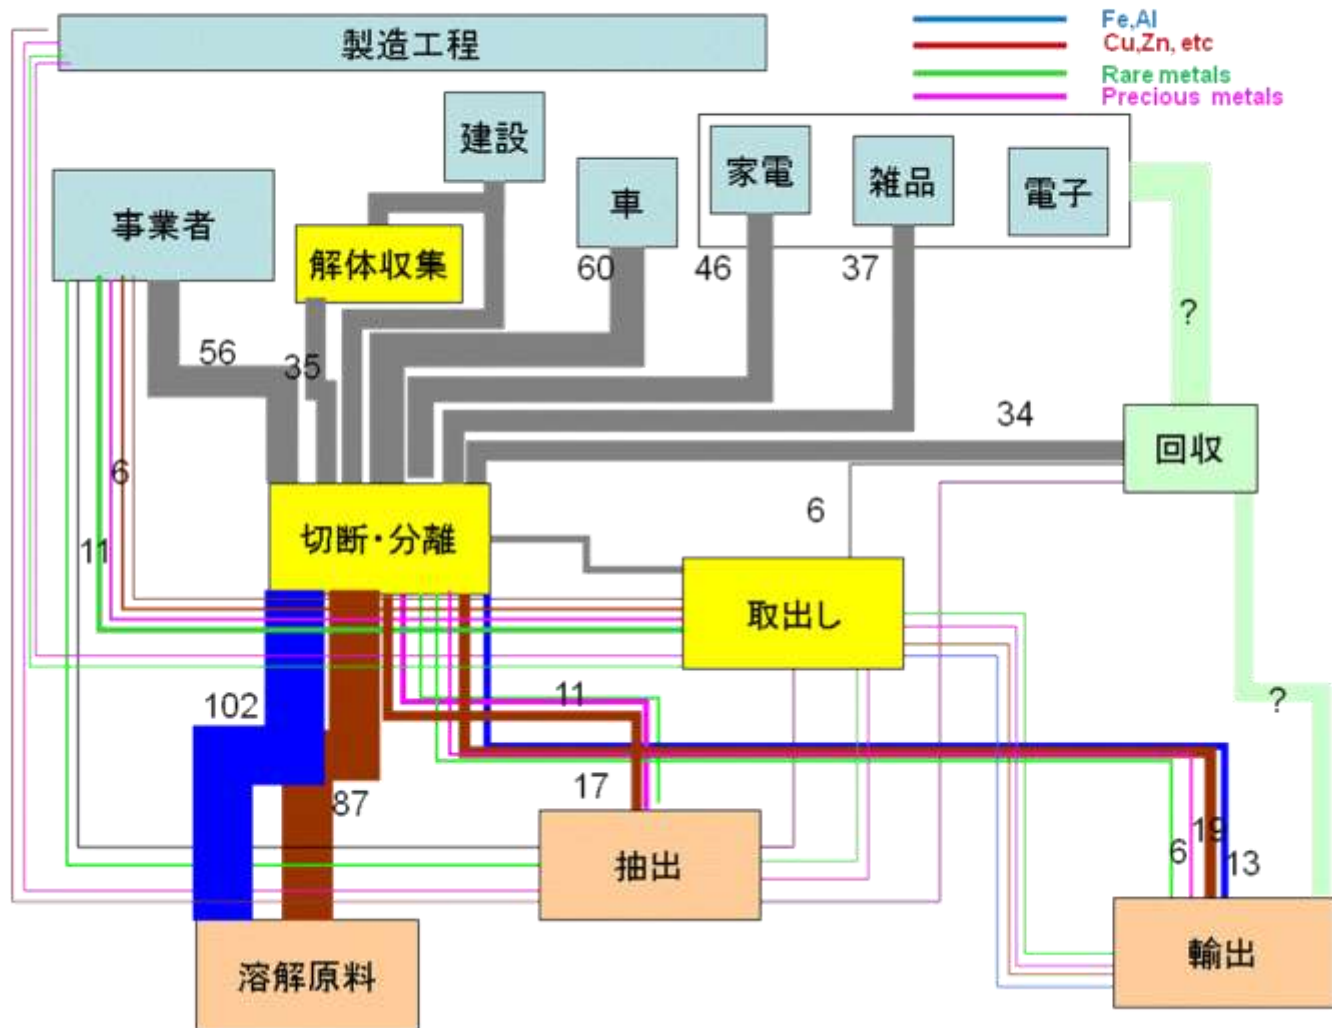 製造工程
Fe,Al
Cu,Zn, etc
Rare metals
Precious metals
建設
家電
雑品
電子
車
事業者
解体収集
60
46
37
?
56
35
34
回収
6
6
11
切断・分離
取出し
102
11
?
17
87
19
6
13
抽出
輸出
溶解原料